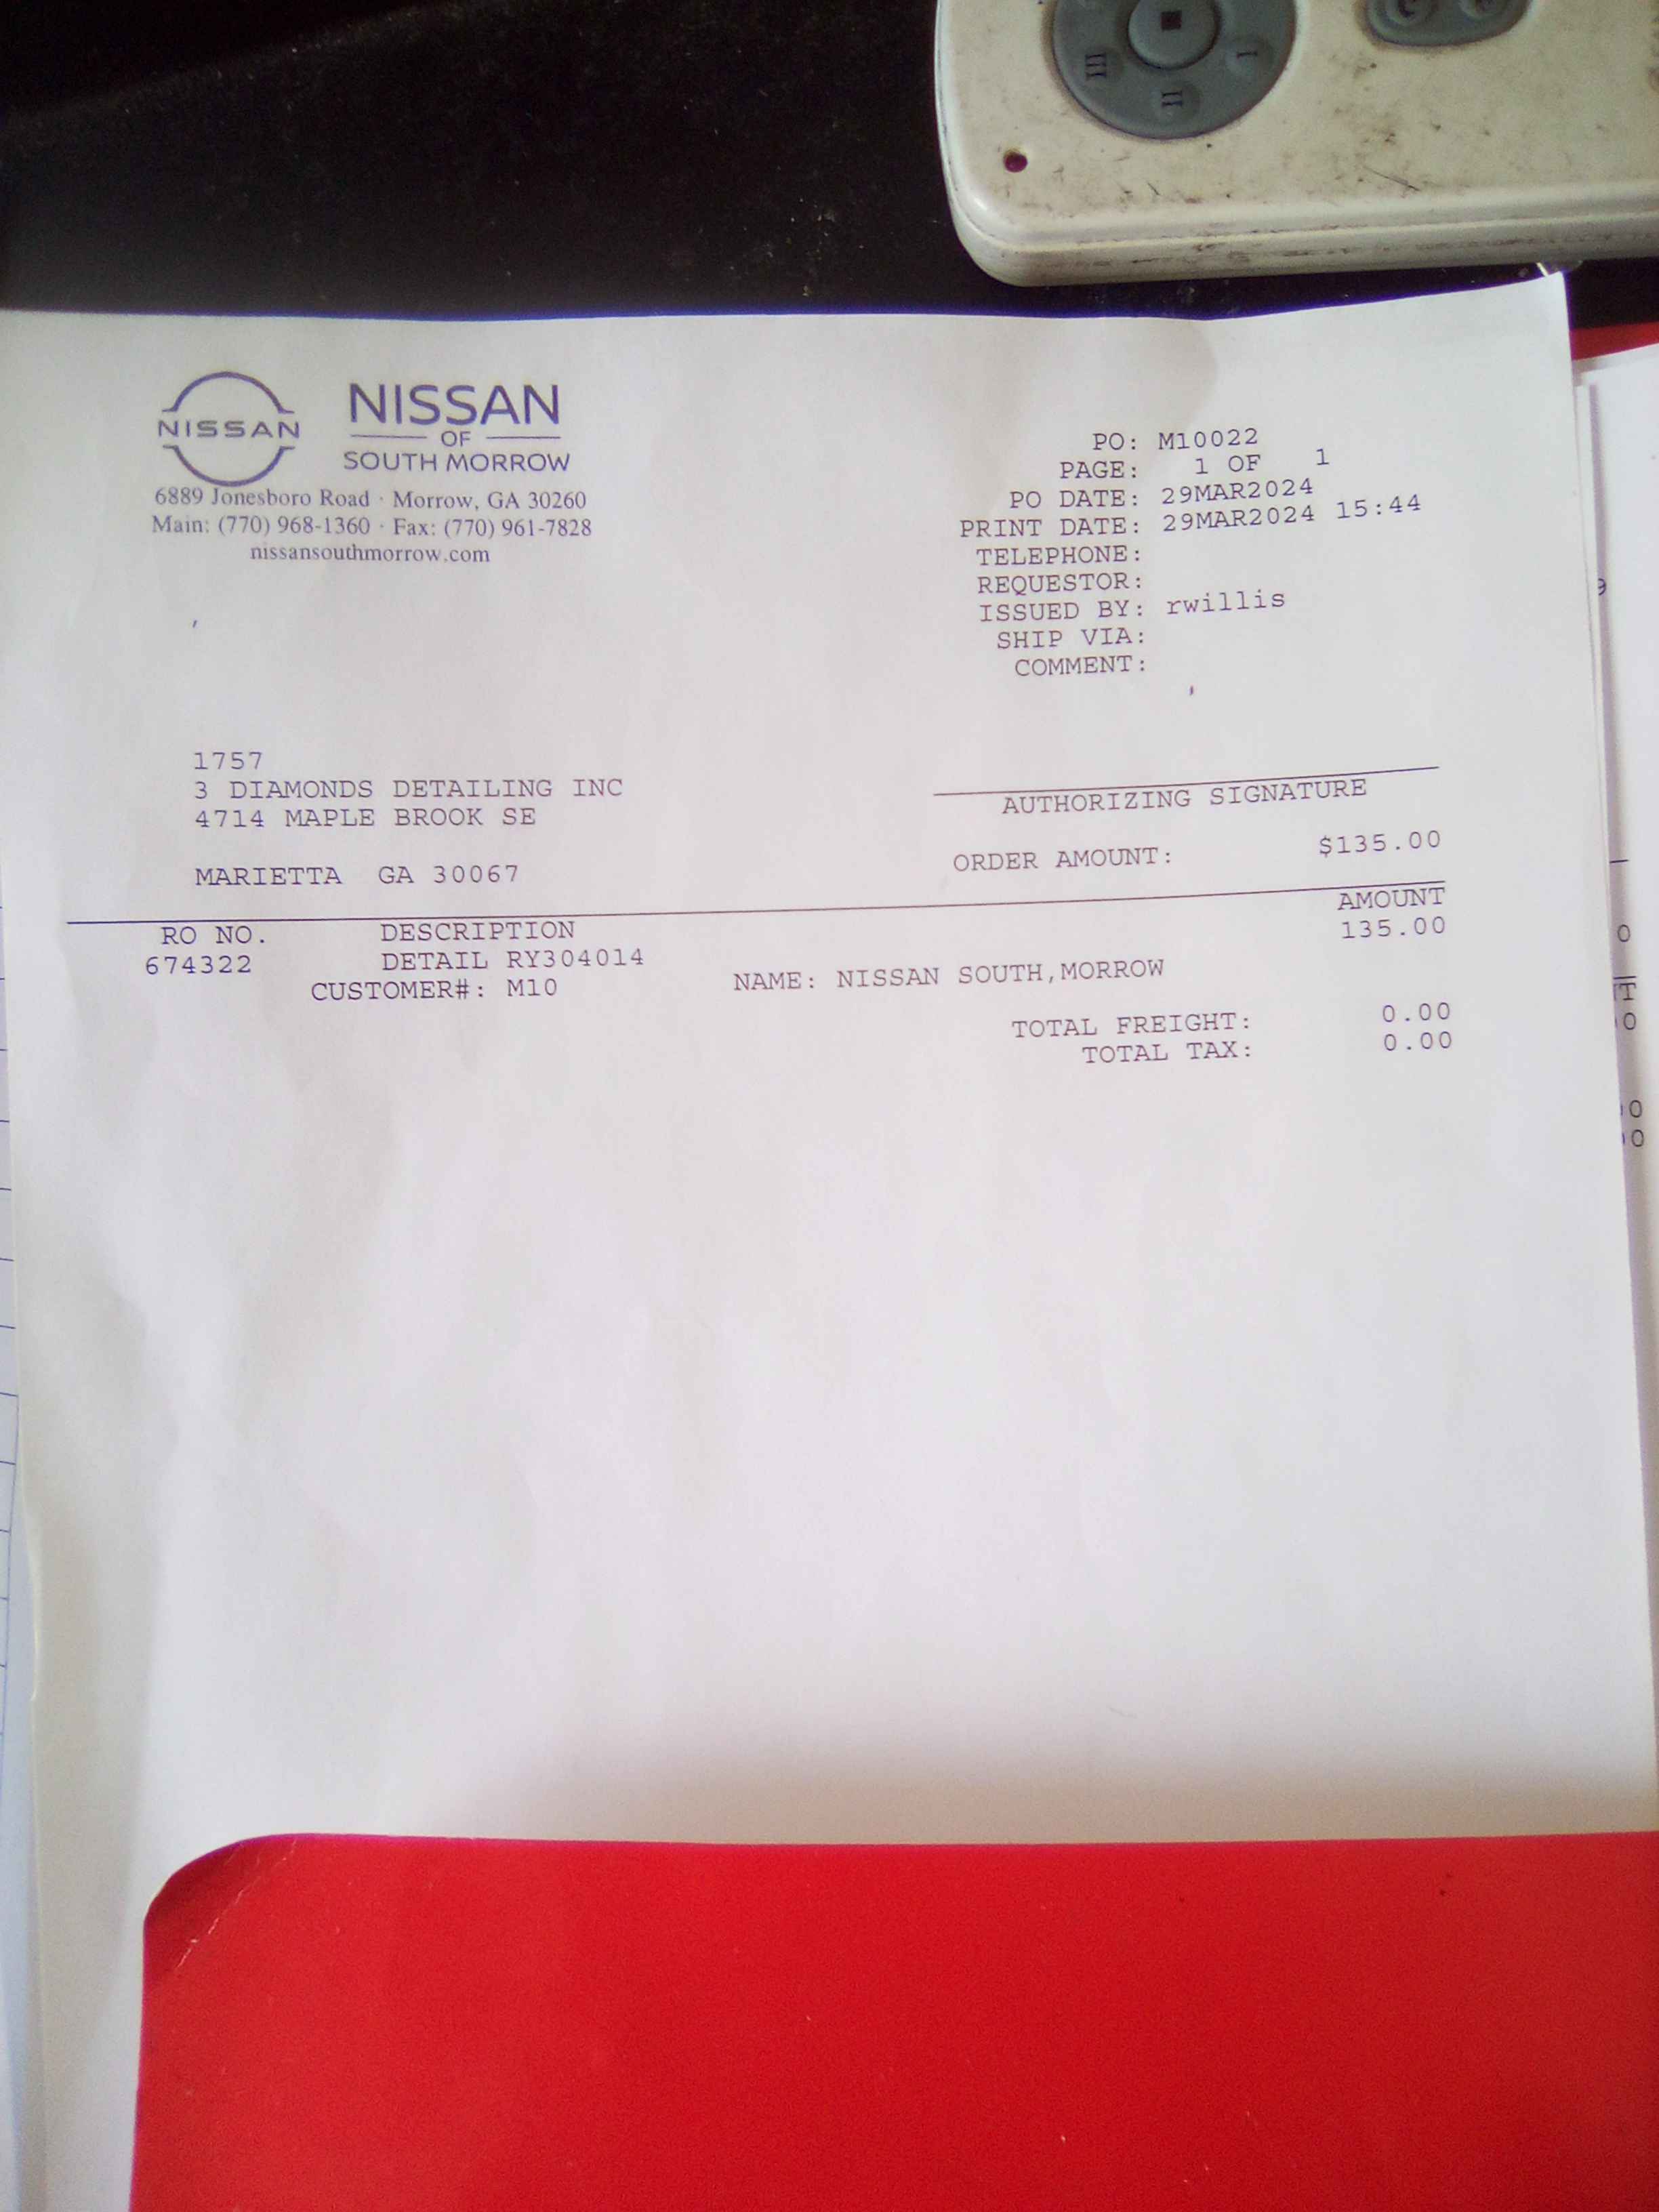 NISSAN
NISSAN
OF
SOUTH MORROW
6889 Jonesboro Road · Morrow, GA 30260
Main: (770) 968-1360 · Fax: (770) 961-7828
nissansouthmorrow.com
PO: M10022
PAGE: 1 OF 1
PO DATE: 29MAR2024
PRINT DATE: 29MAR2024 15:44
TELEPHONE:
REQUESTOR:
ISSUED BY: rwillis
SHIP VIA:
COMMENT:
1757
3 DIAMONDS DETAILING INC
4714 MAPLE BROOK SE
MARIETTA GA 30067
AUTHORIZING SIGNATURE
ORDER AMOUNT: $135.00
RO NO. DESCRIPTION AMOUNT
674322 DETAIL RY304014 135.00
CUSTOMER#: M10 NAME: NISSAN SOUTH,MORROW
TOTAL FREIGHT: 0.00
TOTAL TAX: 0.00
I
II
III